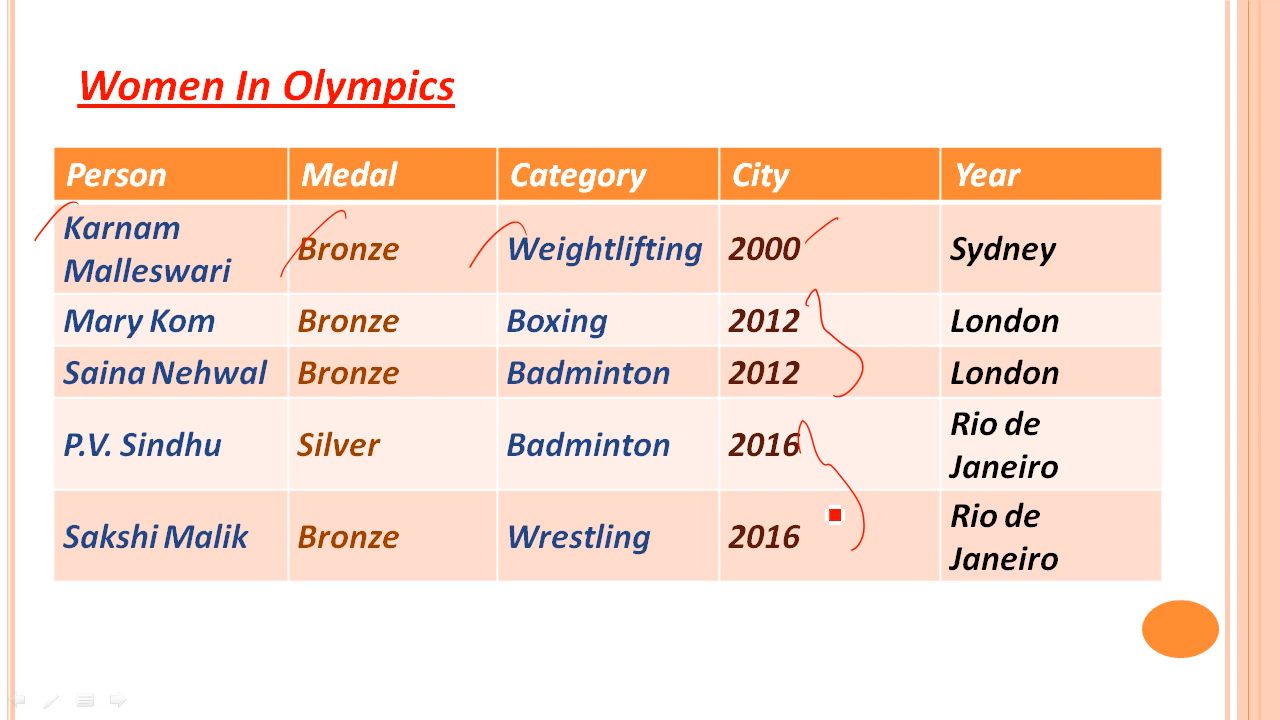 Women In Olympics
Person Medal Category City Year
Karnam
Malleswari Bronze Weightlifting 2000 Sydney
Mary Kom Bronze Boxing 2012 London
Saina Nehwal Bronze Badminton 2012 London
P.V. Sindhu Silver Badminton 2016 Rio de
Janeiro
Sakshi Malik Bronze Wrestling 2016 Rio de
Janeiro